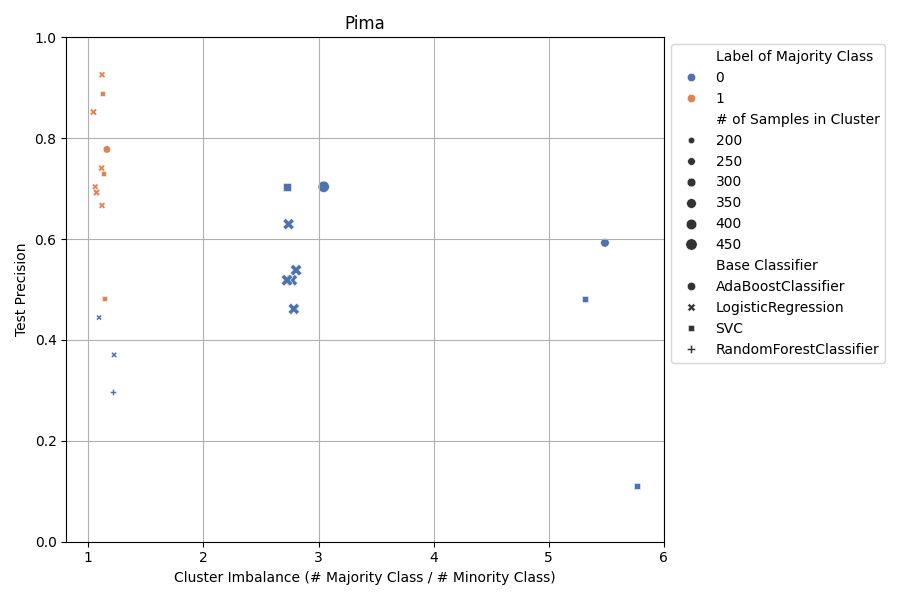 Pima
1.0
0.8
0.6
0.4
0.2
0.0
Test Precision
1
2
3
4
5
6
Cluster Imbalance (# Majority Class / # Minority Class)
Label of Majority Class
0
1
# of Samples in Cluster
200
250
300
350
400
450
Base Classifier
AdaBoostClassifier
LogisticRegression
SVC
RandomForestClassifier